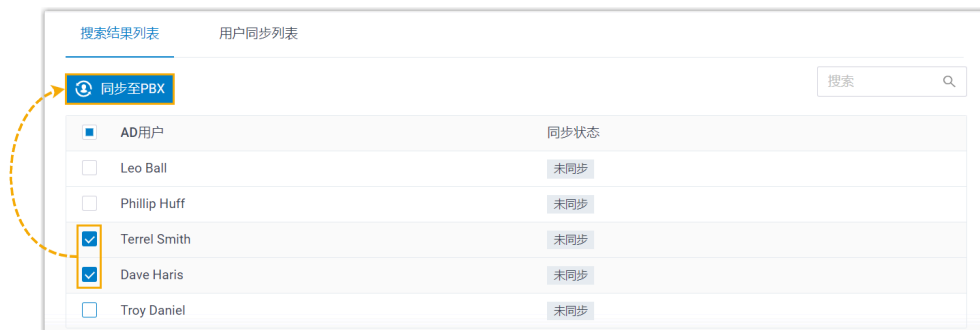 搜索结果列表 用户同步列表
同步至PBX 搜索
AD用户 同步状态
Leo Ball 未同步
Phillip Huff 未同步
Terrel Smith 未同步
Dave Haris 未同步
Troy Daniel 未同步